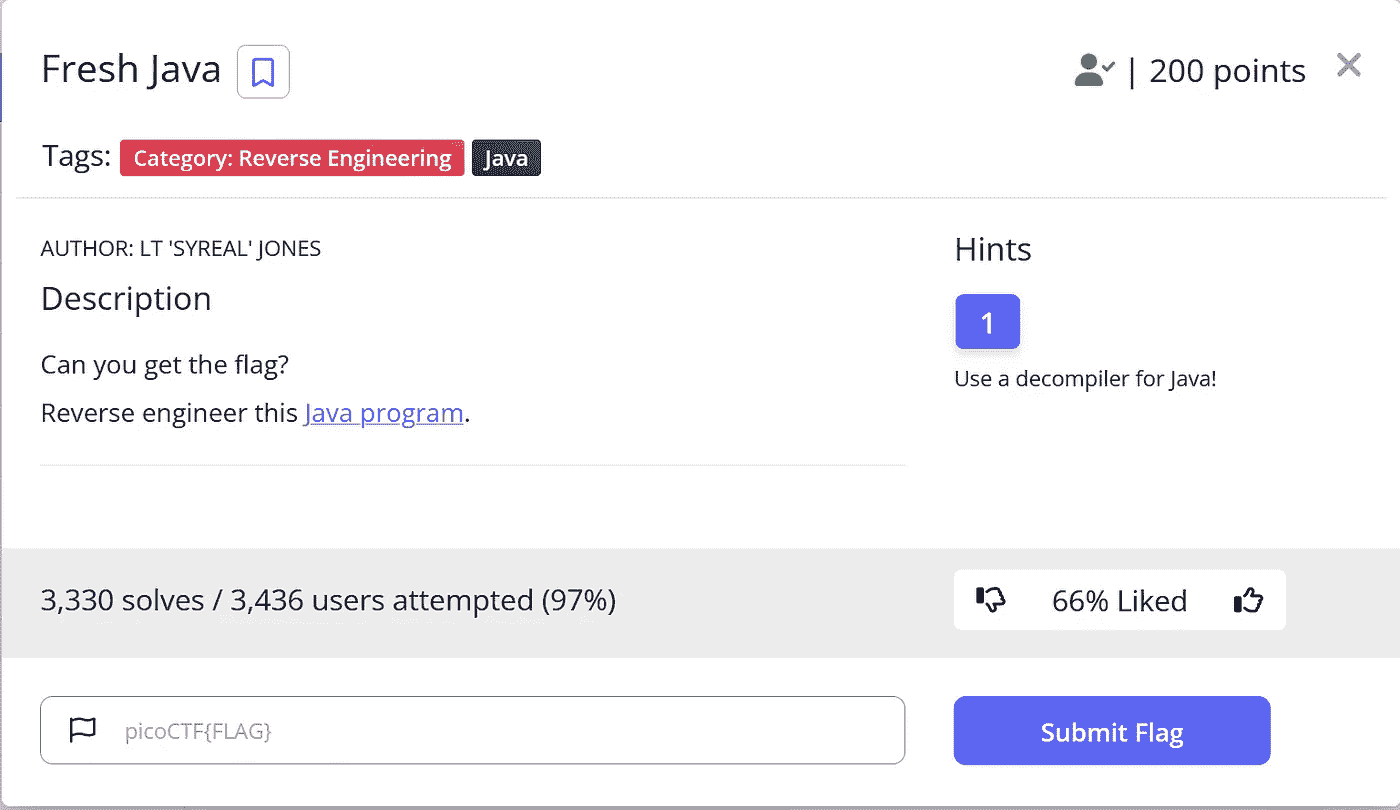 Fresh Java
| 200 points
Tags: Category: Reverse Engineering Java
AUTHOR: LT 'SYREAL' JONES
Description
Can you get the flag?
Reverse engineer this Java program.
Hints
1
Use a decompiler for Java!
3,330 solves / 3,436 users attempted (97%)
66% Liked
picoCTF{FLAG}
Submit Flag